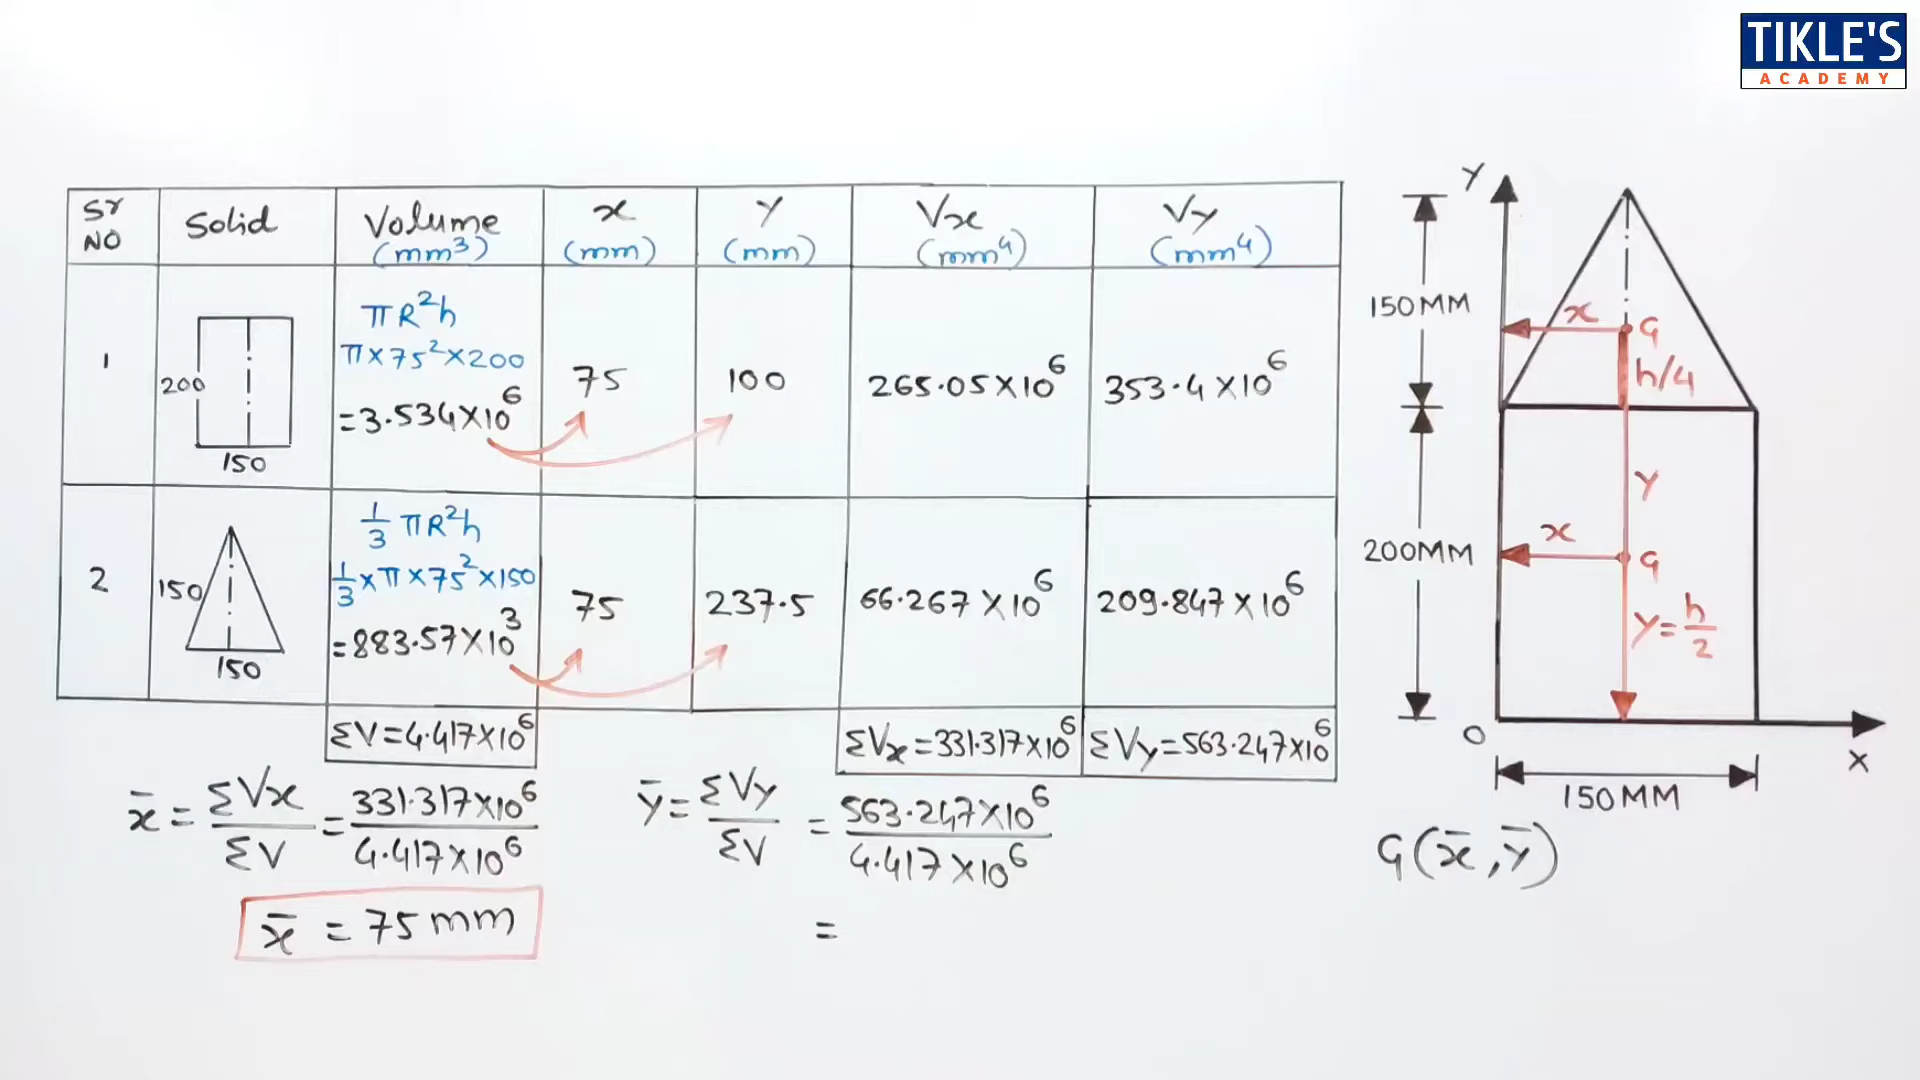 TIKLE'S
ACADEMY
Sr NO
Solid
Volume (mm³)
x (mm)
Y (mm)
Vx (mm⁴)
Vy (mm⁴)
1
200
150
πR²h
π×75²×200
=3.534×10⁶
75
100
265.05×10⁶
353.4×10⁶
2
150
150
1/3 πR²h
1/3×π×75²×150
=883.57×10³
75
237.5
66.267×10⁶
209.847×10⁶
ΣV=4.417×10⁶
ΣVx=331.317×10⁶
ΣVy=563.247×10⁶
x̄ = ΣVx/ΣV = 331.317×10⁶/4.417×10⁶
x̄ = 75mm
ȳ = ΣVy/ΣV = 563.247×10⁶/4.417×10⁶
=
Y
150MM
x
G
h/4
Y
200MM
x
G
Y=h/2
O
X
150MM
G(x̄,ȳ)